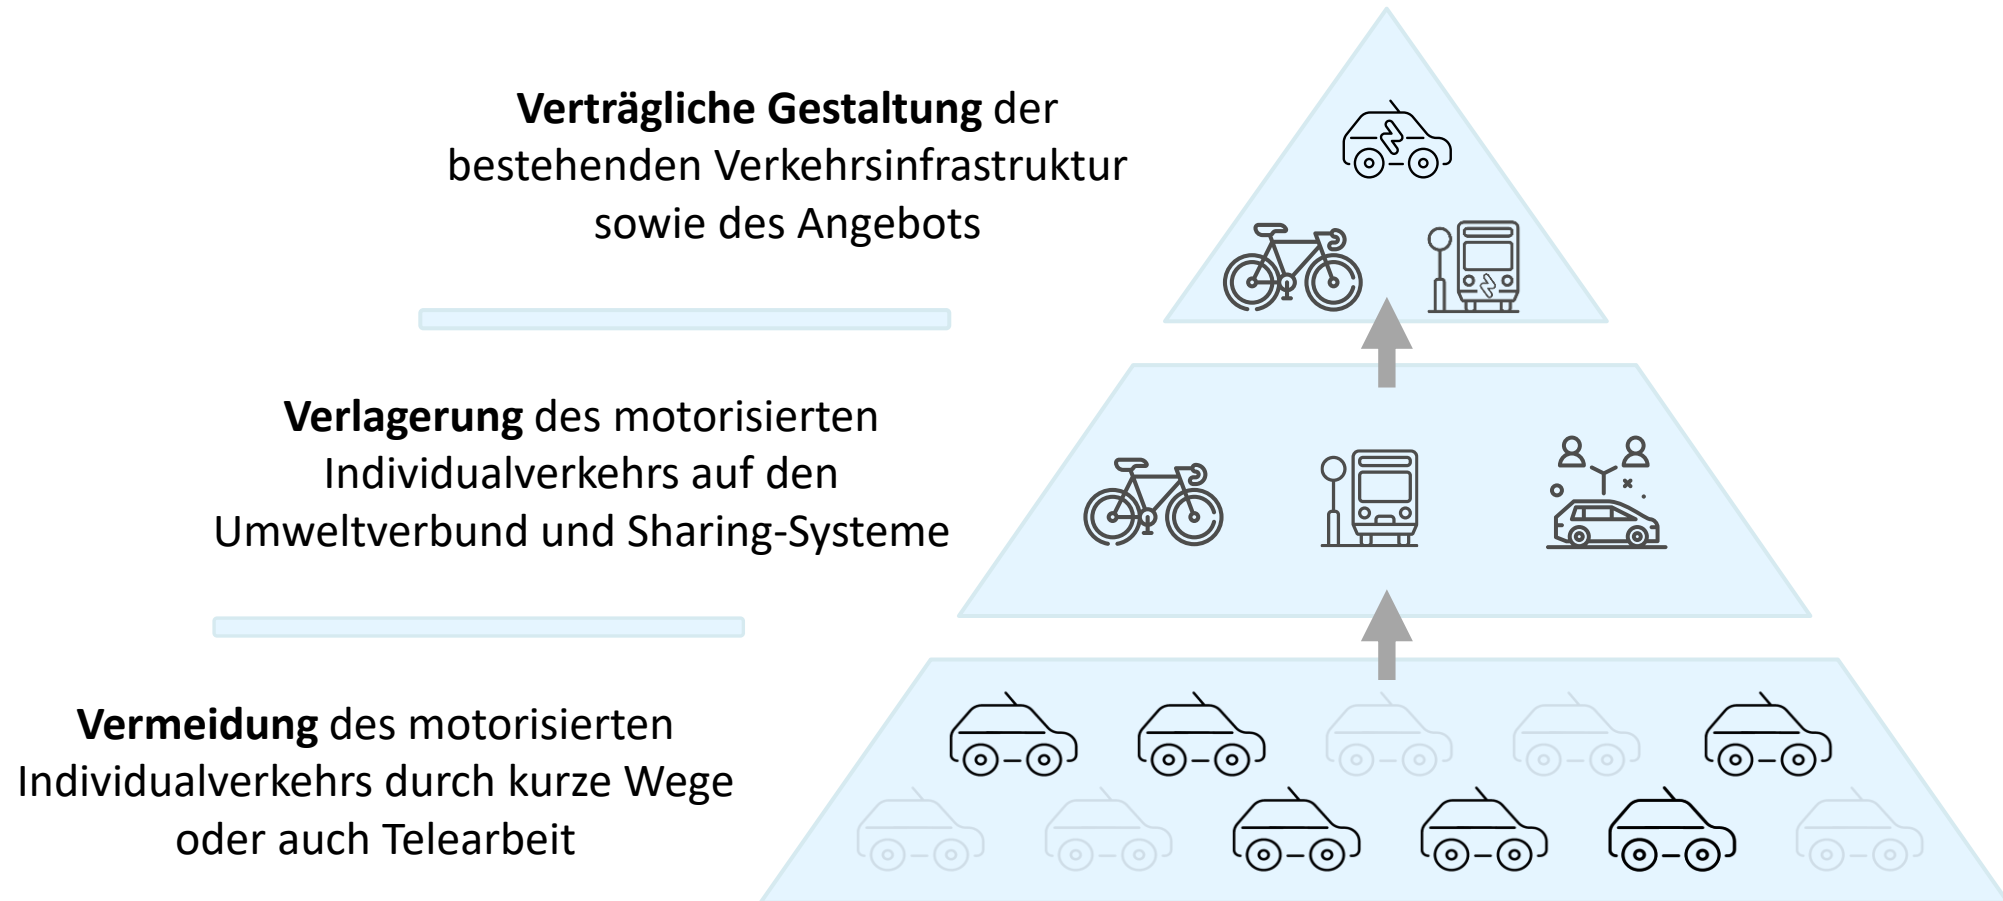 Verträgliche Gestaltung der
bestehenden Verkehrsinfrastruktur
sowie des Angebots
Verlagerung des motorisierten
Individualverkehrs auf den
Umweltverbund und Sharing-Systeme
Vermeidung des motorisierten
Individualverkehrs durch kurze Wege
oder auch Telearbeit